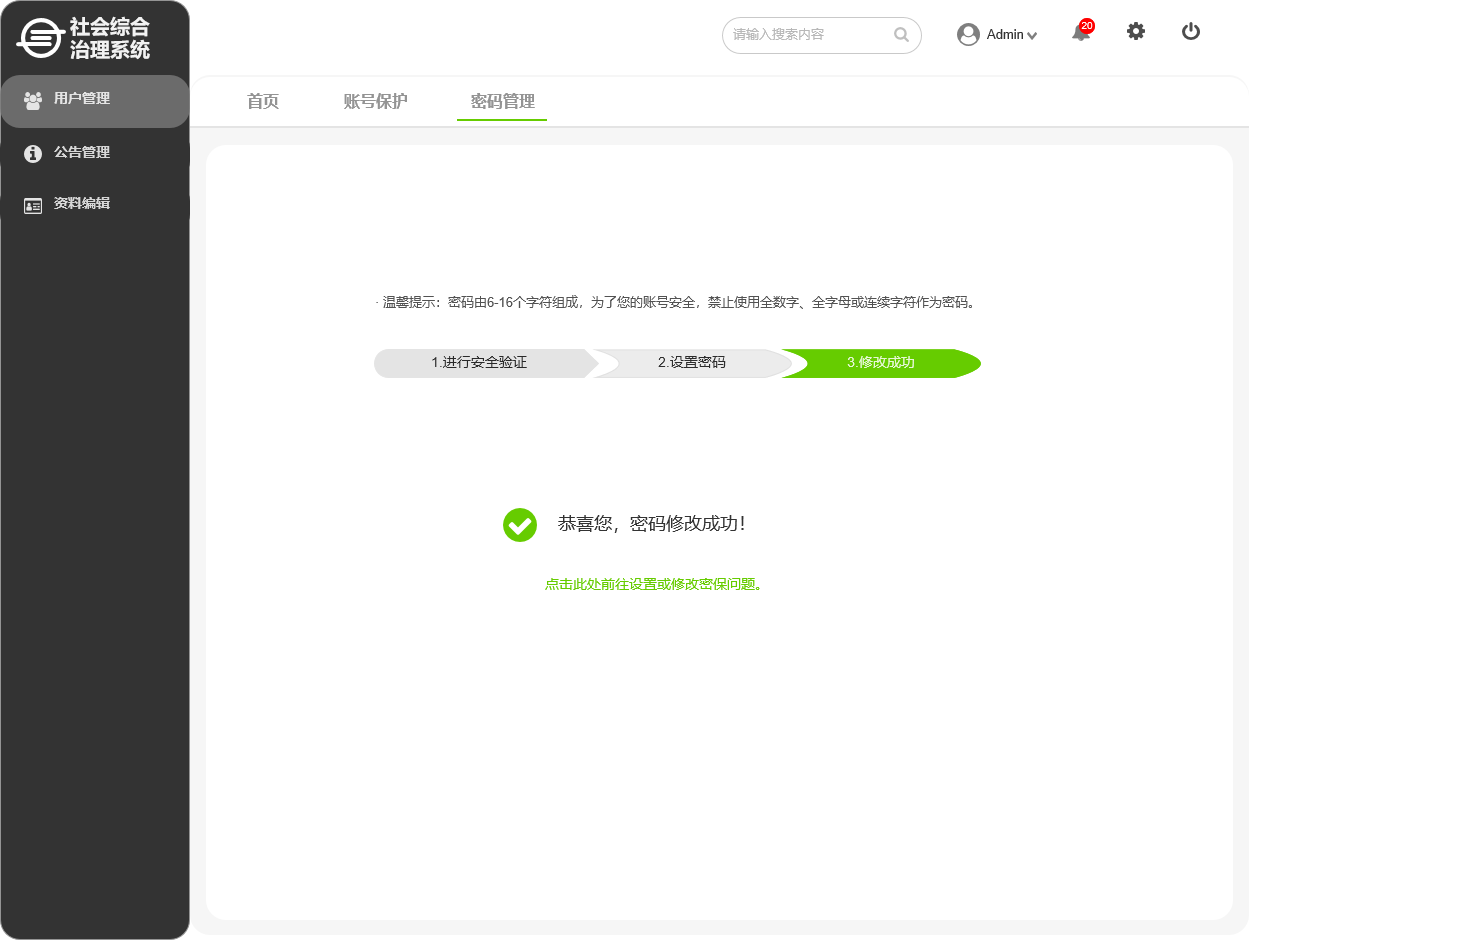 社会综合
治理系统
请输入搜索内容
Admin
20
用户管理
公告管理
资料编辑
首页
账号保护
密码管理
· 温馨提示：密码由6-16个字符组成，为了您的账号安全，禁止使用全数字、全字母或连续字符作为密码。
1.进行安全验证
2.设置密码
3.修改成功
恭喜您，密码修改成功！
点击此处前往设置或修改密保问题。